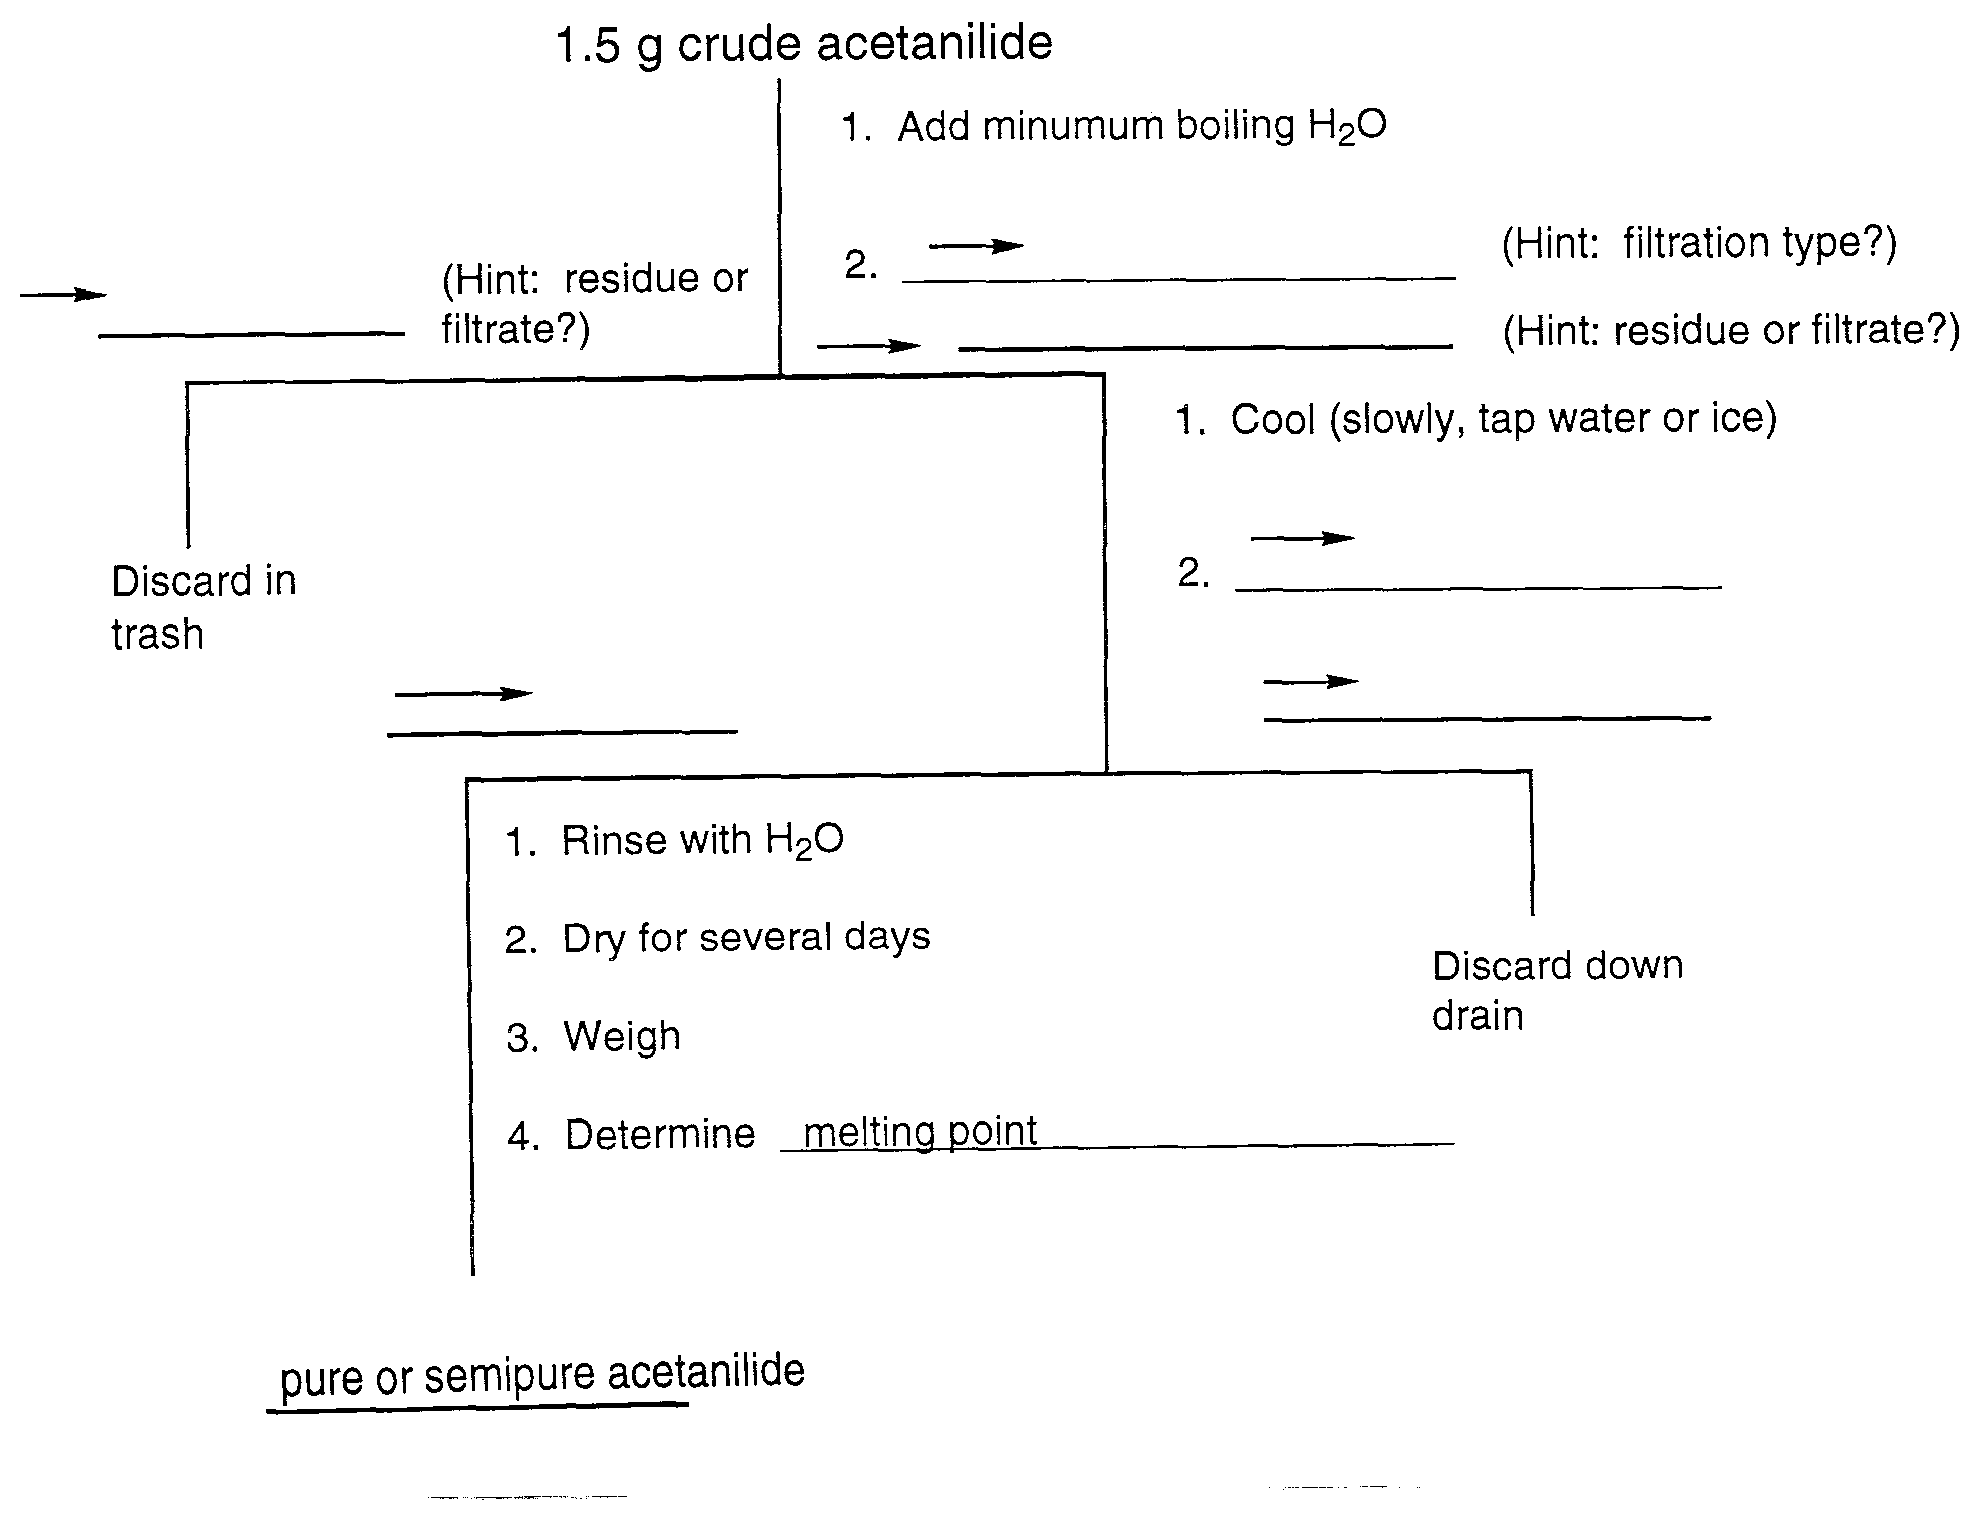 1.5 g crude acetanilide
1. Add minumum boiling H₂O
2.
(Hint: filtration type?)
(Hint: residue or
filtrate?)
(Hint: residue or filtrate?)
1. Cool (slowly, tap water or ice)
2.
Discard in
trash
1. Rinse with H₂O
2. Dry for several days
3. Weigh
4. Determine melting point
Discard down
drain
pure or semipure acetanilide